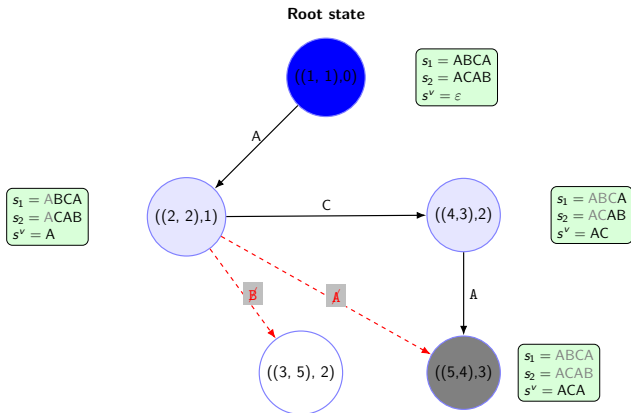 Root state
((1, 1),0)
s₁ = ABCA
s₂ = ACAB
sᵛ = ε
A
s₁ = ABCA
s₂ = ACAB
sᵛ = A
((2, 2),1)
C
((4,3),2)
s₁ = ABCA
s₂ = ACAB
sᵛ = AC
B
A
A
((3, 5), 2)
((5,4),3)
s₁ = ABCA
s₂ = ACAB
sᵛ = ACA